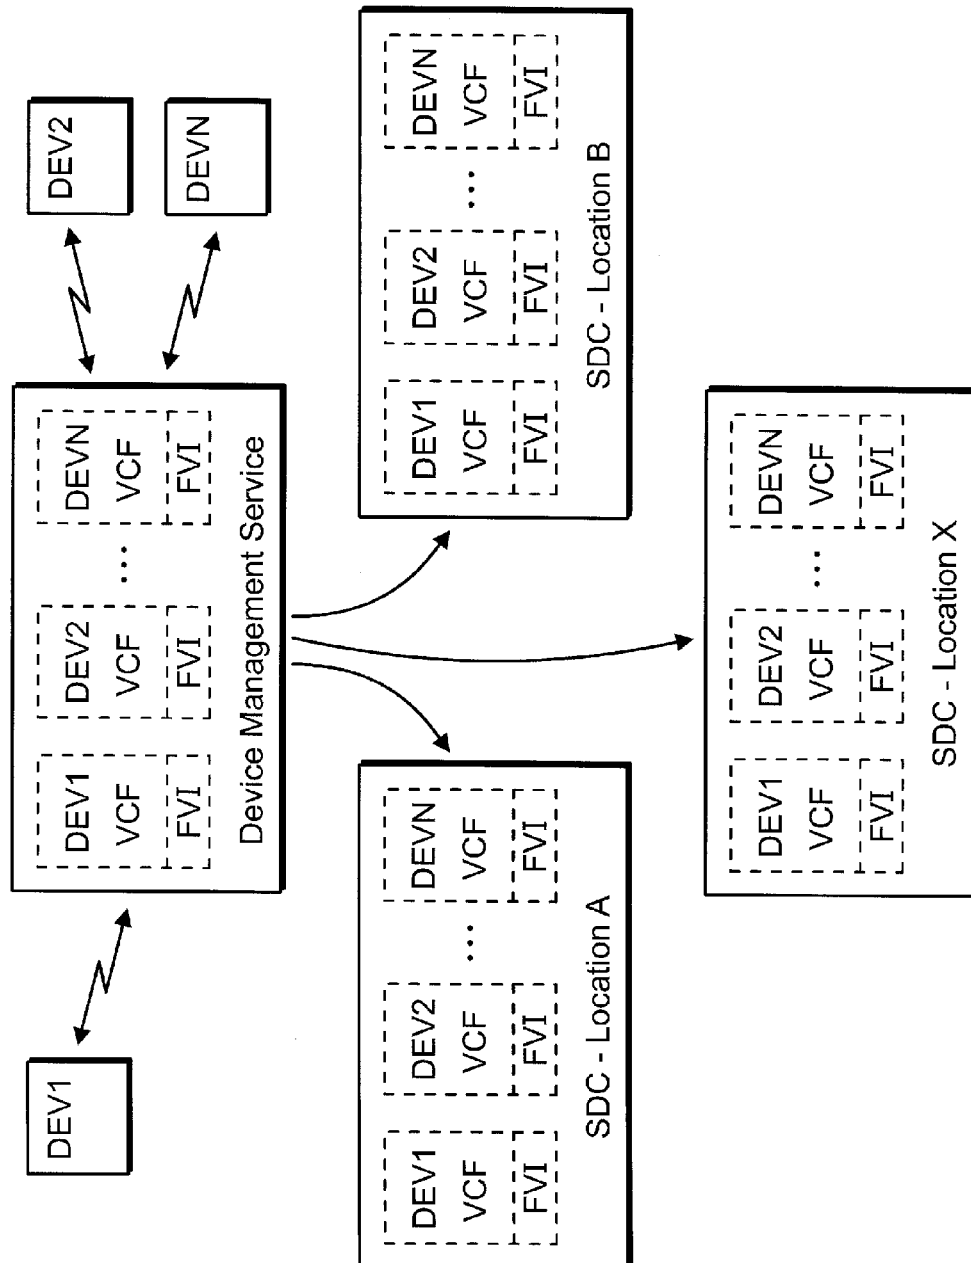 DEV1
DEV2
DEVN
DEV1 DEV2 ... DEVN
VCF VCF VCF
FVI FVI FVI
Device Management Service
DEV1 DEV2 ... DEVN
VCF VCF VCF
FVI FVI FVI
SDC - Location A
DEV1 DEV2 ... DEVN
VCF VCF VCF
FVI FVI FVI
SDC - Location B
DEV1 DEV2 ... DEVN
VCF VCF VCF
FVI FVI FVI
SDC - Location X